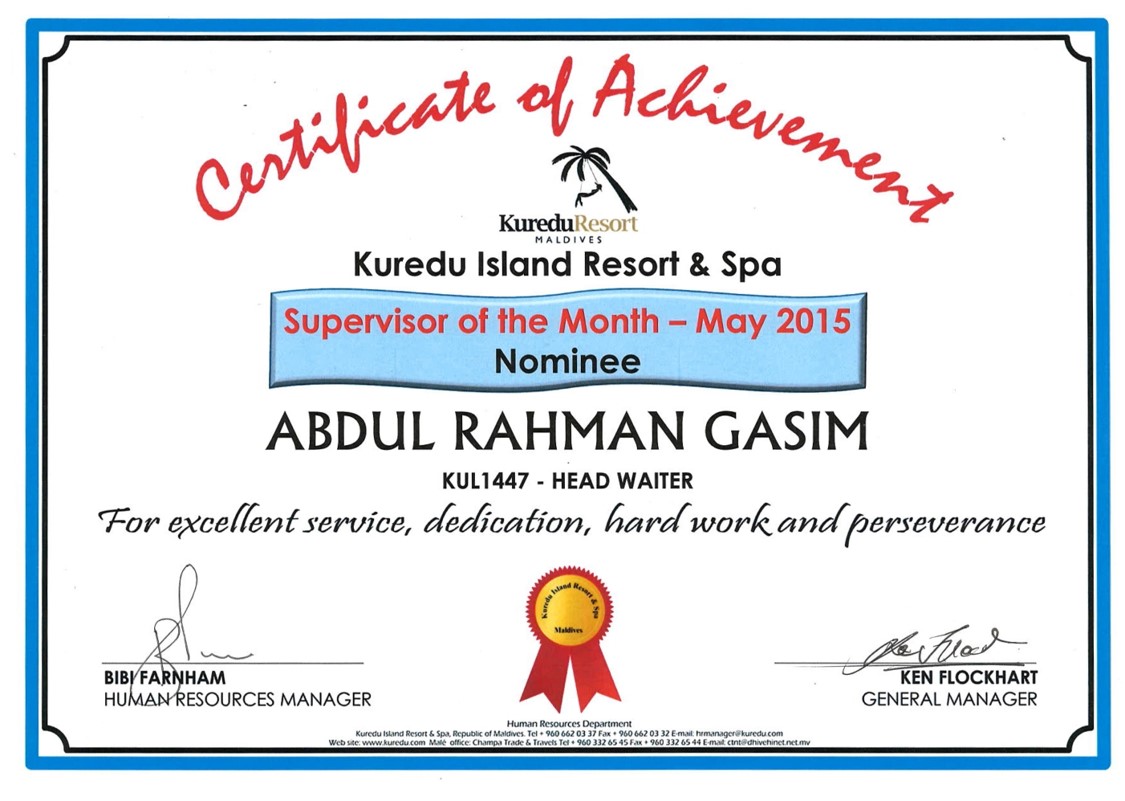 Certificate of Achievement
KureduResort
MALDIVES
Kuredu Island Resort & Spa
Supervisor of the Month – May 2015
Nominee
ABDUL RAHMAN GASIM
KUL1447 - HEAD WAITER
For excellent service, dedication, hard work and perseverance
Kuredu Island Resort & Spa
Maldives
BIBI FARNHAM
HUMAN RESOURCES MANAGER
KEN FLOCKHART
GENERAL MANAGER
Human Resources Department
Kuredu Island Resort & Spa, Republic of Maldives. Tel + 960 662 03 37 Fax + 960 662 03 32 E-mail: hrmanager@kuredu.com
Web site: www.kuredu.com Malé office: Champa Trade & Travels Tel + 960 332 65 45 Fax + 960 332 65 44 E-mail: ctnt@dhivehinet.net.mv